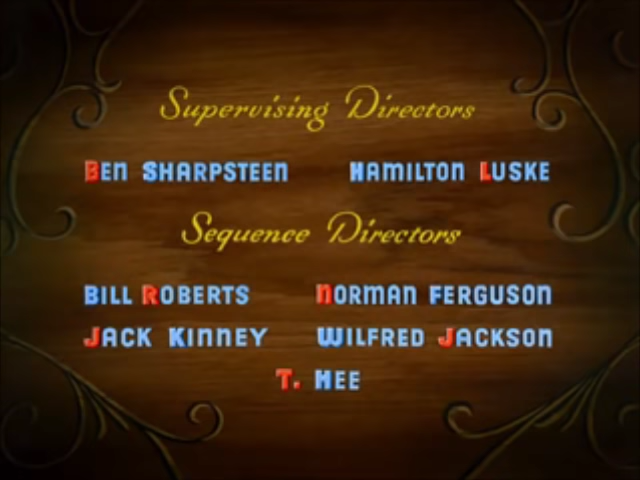 Supervising Directors
BEN SHARPSTEEN HAMILTON LUSKE
Sequence Directors
BILL ROBERTS NORMAN FERGUSON
JACK KINNEY WILFRED JACKSON
T. HEE